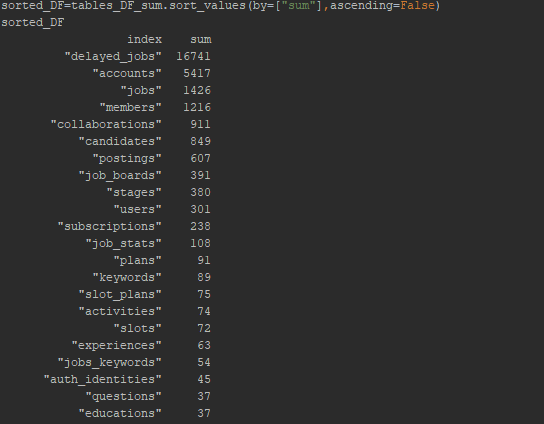 sorted_DF=tables_DF_sum.sort_values(by=["sum"],ascending=False)
sorted_DF
index sum
"delayed_jobs" 16741
"accounts" 5417
"jobs" 1426
"members" 1216
"collaborations" 911
"candidates" 849
"postings" 607
"job_boards" 391
"stages" 380
"users" 301
"subscriptions" 238
"job_stats" 108
"plans" 91
"keywords" 89
"slot_plans" 75
"activities" 74
"slots" 72
"experiences" 63
"jobs_keywords" 54
"auth_identities" 45
"questions" 37
"educations" 37